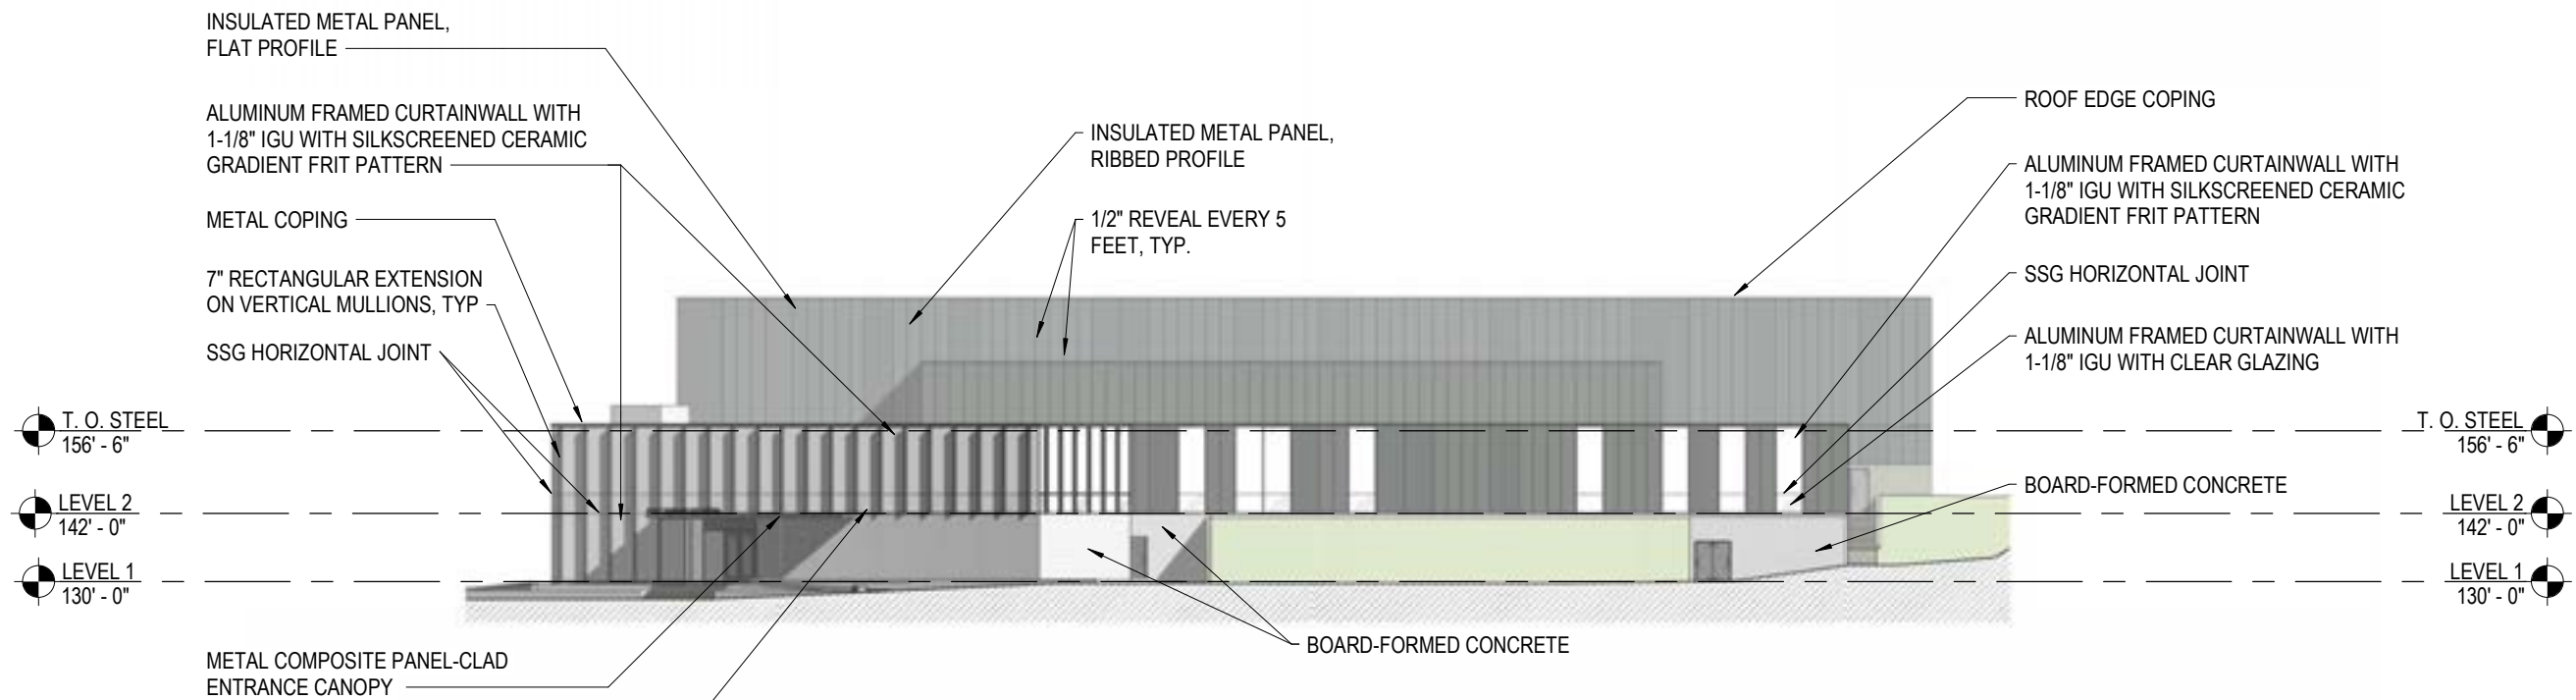 INSULATED METAL PANEL,
FLAT PROFILE
ALUMINUM FRAMED CURTAINWALL WITH
1-1/8" IGU WITH SILKSCREENED CERAMIC
GRADIENT FRIT PATTERN
METAL COPING
7" RECTANGULAR EXTENSION
ON VERTICAL MULLIONS, TYP
SSG HORIZONTAL JOINT
T. O. STEEL
156' - 6"
LEVEL 2
142' - 0"
LEVEL 1
130' - 0"
METAL COMPOSITE PANEL-CLAD
ENTRANCE CANOPY
INSULATED METAL PANEL,
RIBBED PROFILE
1/2" REVEAL EVERY 5
FEET, TYP.
BOARD-FORMED CONCRETE
ROOF EDGE COPING
ALUMINUM FRAMED CURTAINWALL WITH
1-1/8" IGU WITH SILKSCREENED CERAMIC
GRADIENT FRIT PATTERN
SSG HORIZONTAL JOINT
ALUMINUM FRAMED CURTAINWALL WITH
1-1/8" IGU WITH CLEAR GLAZING
T. O. STEEL
156' - 6"
BOARD-FORMED CONCRETE
LEVEL 2
142' - 0"
LEVEL 1
130' - 0"